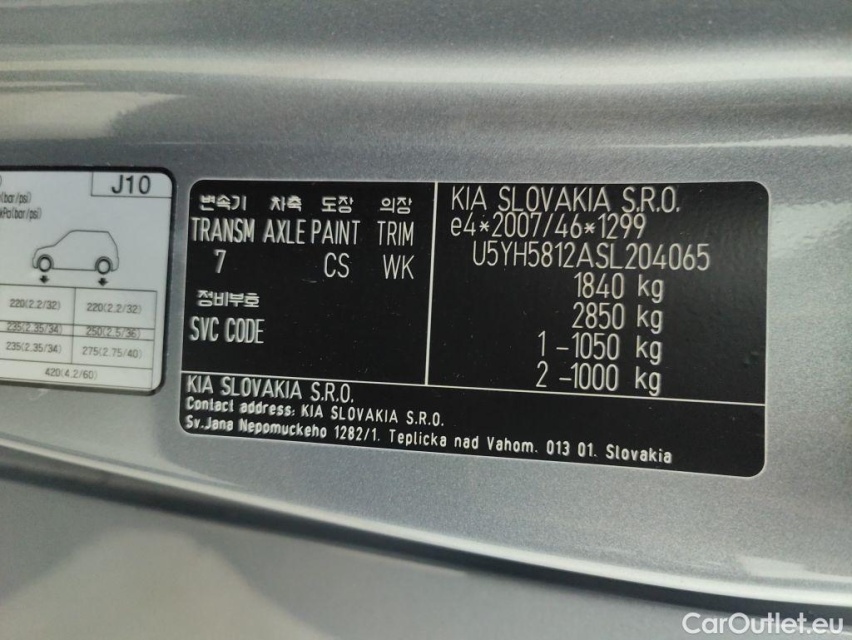 J10
(bar/psi)
kPa(bar/psi)
220(2.2/32) 220(2.2/32)
235(2.35/34) 250(2.5/36)
235(2.35/34) 275(2.75/40)
420(4.2/60)
변속기 차축 도장 의장
TRANSM AXLE PAINT TRIM
7 CS WK
정비부호
SVC CODE
KIA SLOVAKIA S.R.O.
e4*2007/46*1299
U5YH5812ASL204065
1840 kg
2850 kg
1 -1050 kg
2 -1000 kg
KIA SLOVAKIA S.R.O.
Contact address: KIA SLOVAKIA S.R.O.
Sv.Jana Nepomuckeho 1282/1. Teplicka nad Vahom. 013 01. Slovakia
CarOutlet.eu